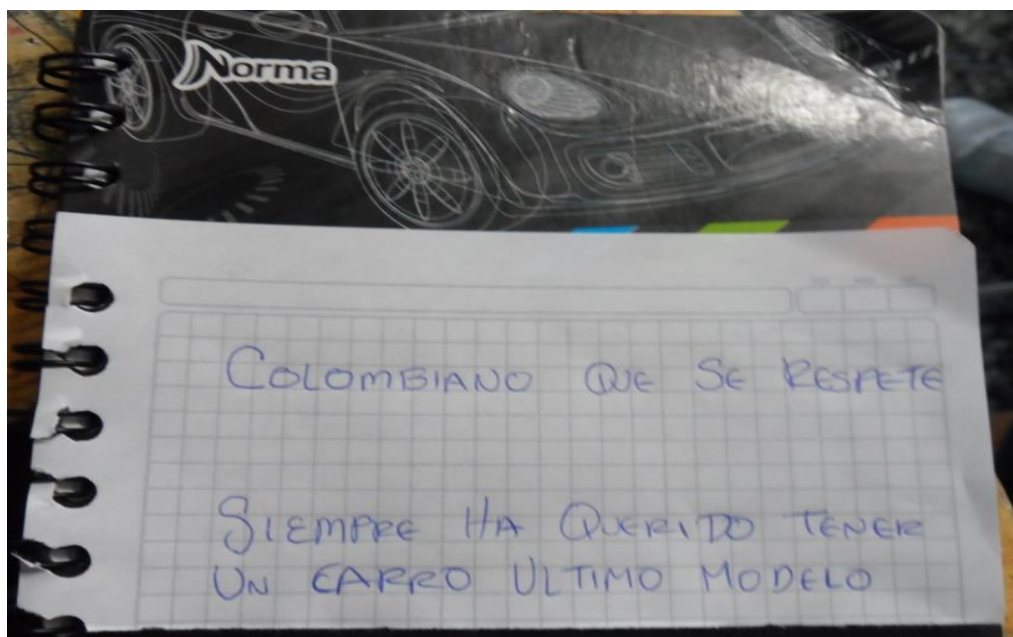 Norma
COLOMBIANO QUE SE RESPETE
SIEMPRE HA QUERIDO TENER
UN CARRO ULTIMO MODELO